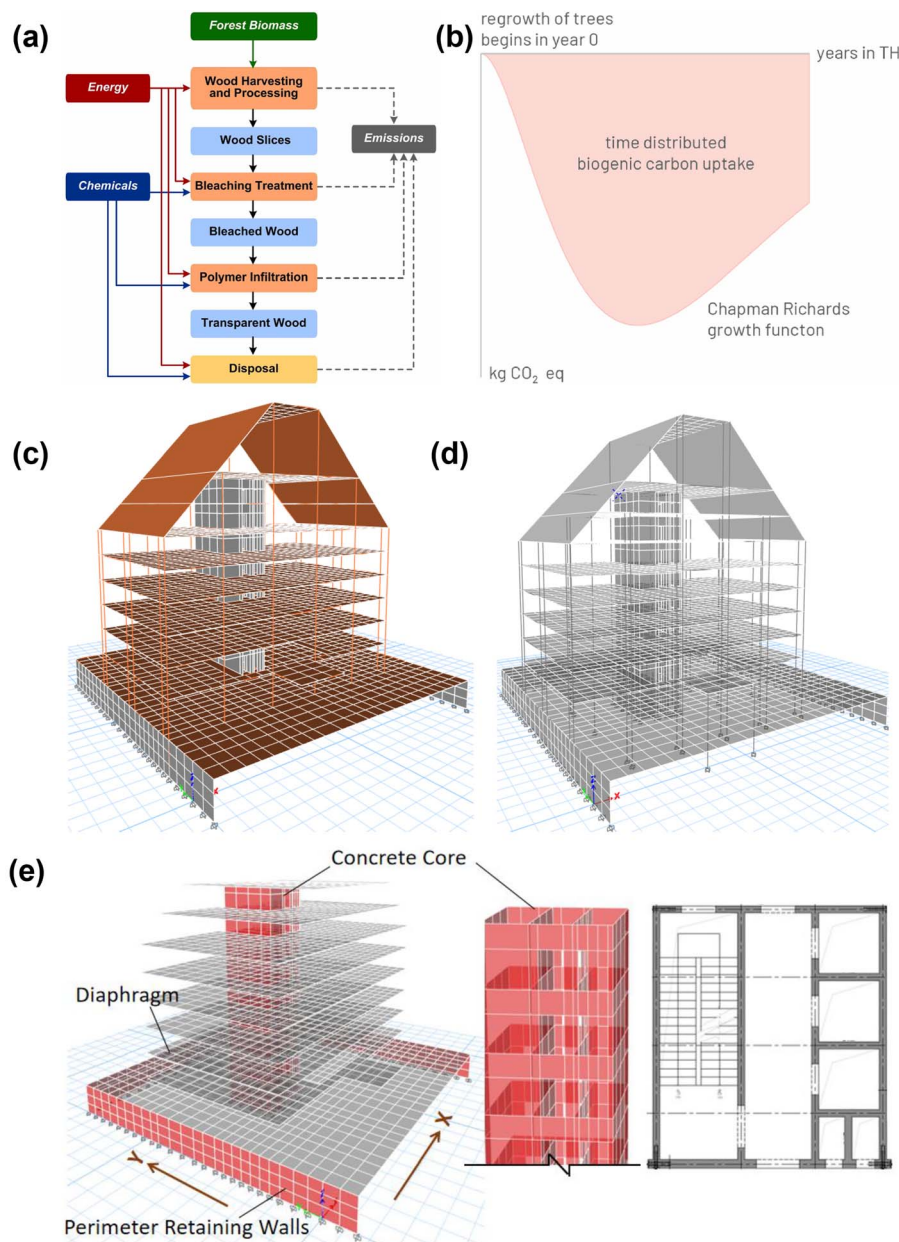 (a)
Forest Biomass
Energy
Wood Harvesting
and Processing
Emissions
Wood Slices
Chemicals
Bleaching Treatment
Bleached Wood
Polymer Infiltration
Transparent Wood
Disposal
(b)
regrowth of trees
begins in year 0
years in TH
time distributed
biogenic carbon uptake
Chapman Richards
growth functon
kg CO₂ eq
(c)
X
(d)
X
(e)
Concrete Core
Diaphragm
X
Y
Perimeter Retaining Walls